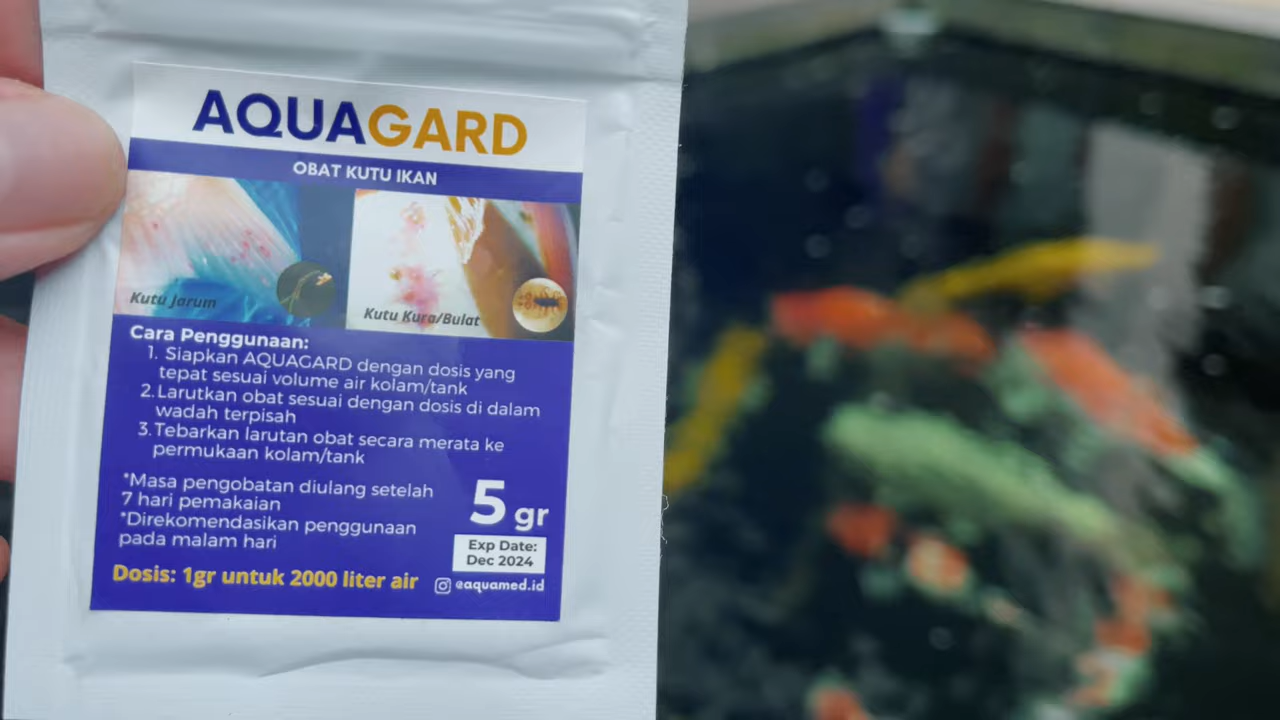 AQUAGARD
OBAT KUTU IKAN
Kutu Jarum
Kutu Kura/Bulat
Cara Penggunaan:
1. Siapkan AQUAGARD dengan dosis yang
tepat sesuai volume air kolam/tank
2. Larutkan obat sesuai dengan dosis di dalam
wadah terpisah
3. Tebarkan larutan obat secara merata ke
permukaan kolam/tank
*Masa pengobatan diulang setelah
7 hari pemakaian
*Direkomendasikan penggunaan
pada malam hari
5 gr
Exp Date:
Dec 2024
Dosis: 1gr untuk 2000 liter air
@aquamed.id